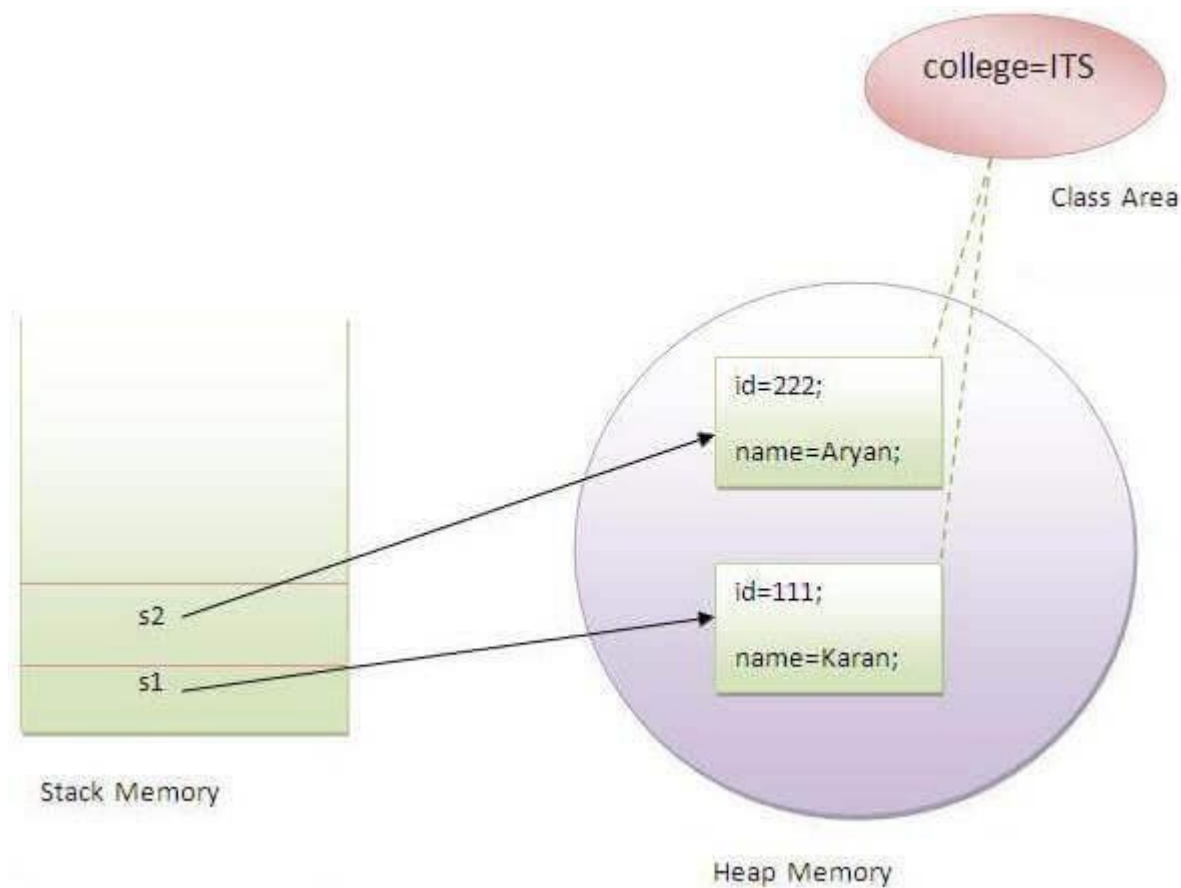 college=ITS
Class Area
id=222;
name=Aryan;
s2
id=111;
name=Karan;
s1
Stack Memory
Heap Memory